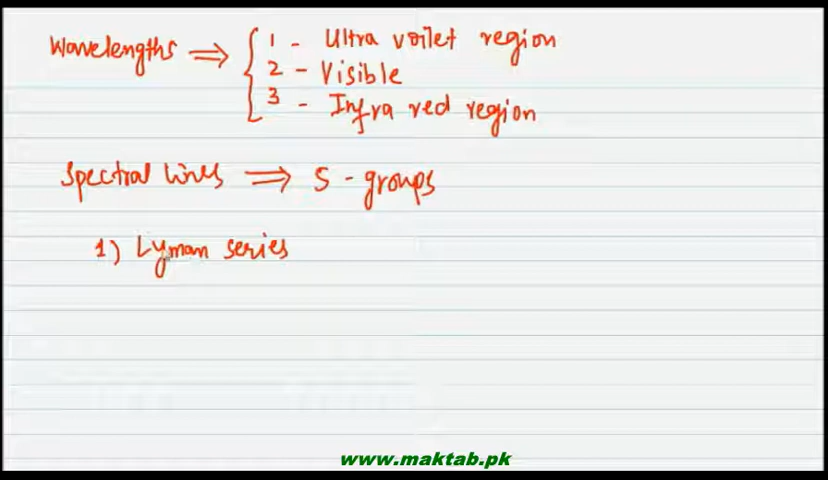 Wavelengths ⇒ { 1 - Ultra voilet region
2 - Visible
3 - Infra red region
Spectral lines ⇒ 5 - groups
1) Lyman series
www.maktab.pk